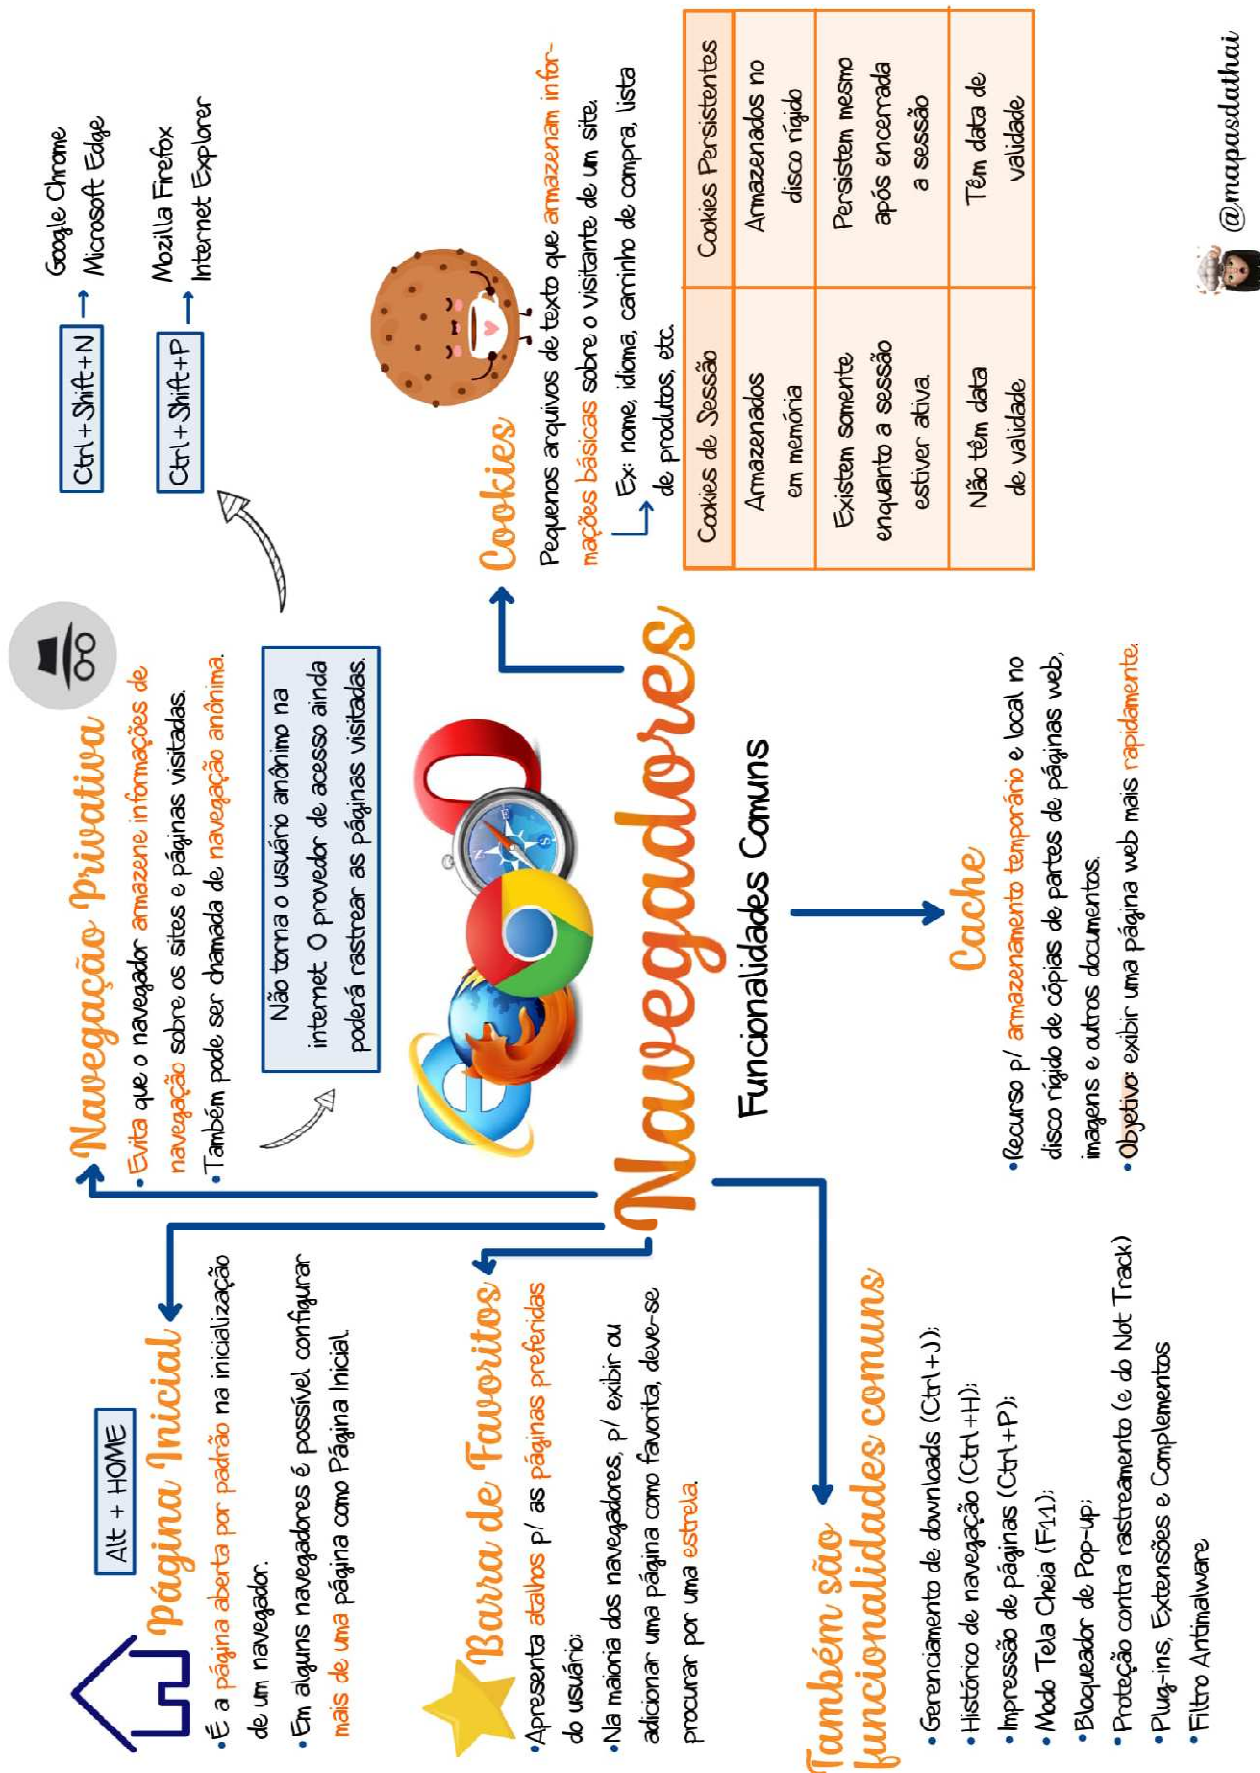 Alt + HOME
Página Inicial
• É a página aberta por padrão na inicialização
de um navegador.
• Em alguns navegadores é possível configurar
mais de uma página como Página Inicial.
Navegação Privativa
• Evita que o navegador armazene informações de
navegação sobre os sites e páginas visitadas.
• Também pode ser chamada de navegação anônima.
Não torna o usuário anônimo na
internet. O provedor de acesso ainda
poderá rastrear as páginas visitadas.
Ctrl + Shift + N
Google Chrome
Microsoft Edge
Ctrl + Shift + P
Mozilla Firefox
Internet Explorer
Barra de Favoritos
• Apresenta atalhos p/ as páginas preferidas
do usuário;
• Na maioria dos navegadores, p/ exibir ou
adicionar uma página como favorita, deve-se
procurar por uma estrela.
Navegadores
Funcionalidades Comuns
Cookies
Pequenos arquivos de texto que armazenam infor-
mações básicas sobre o visitante de um site.
Ex: nome, idioma, carrinho de compra, lista
de produtos, etc.
Cookies de Sessão
Cookies Persistentes
Armazenados
em memória
Armazenados no
disco rígido
Existem somente
enquanto a sessão
estiver ativa.
Persistem mesmo
após encerrada
a sessão
Não têm data
de validade
Têm data de
validade
Também são
funcionalidades comuns
• Gerenciamento de downloads (Ctrl+J);
• Histórico de navegação (Ctrl+H);
• Impressão de páginas (Ctrl+P);
• Modo Tela Cheia (F11);
• Bloqueador de Pop-up;
• Proteção contra rastreamento (e do Not Track)
• Plug-ins, Extensões e Complementos
• Filtro Antimalware
Cache
• Recurso p/ armazenamento temporário e local no
disco rígido de cópias de partes de páginas web,
imagens e outros documentos.
• Objetivo: exibir uma página web mais rapidamente.
@mapasdathai